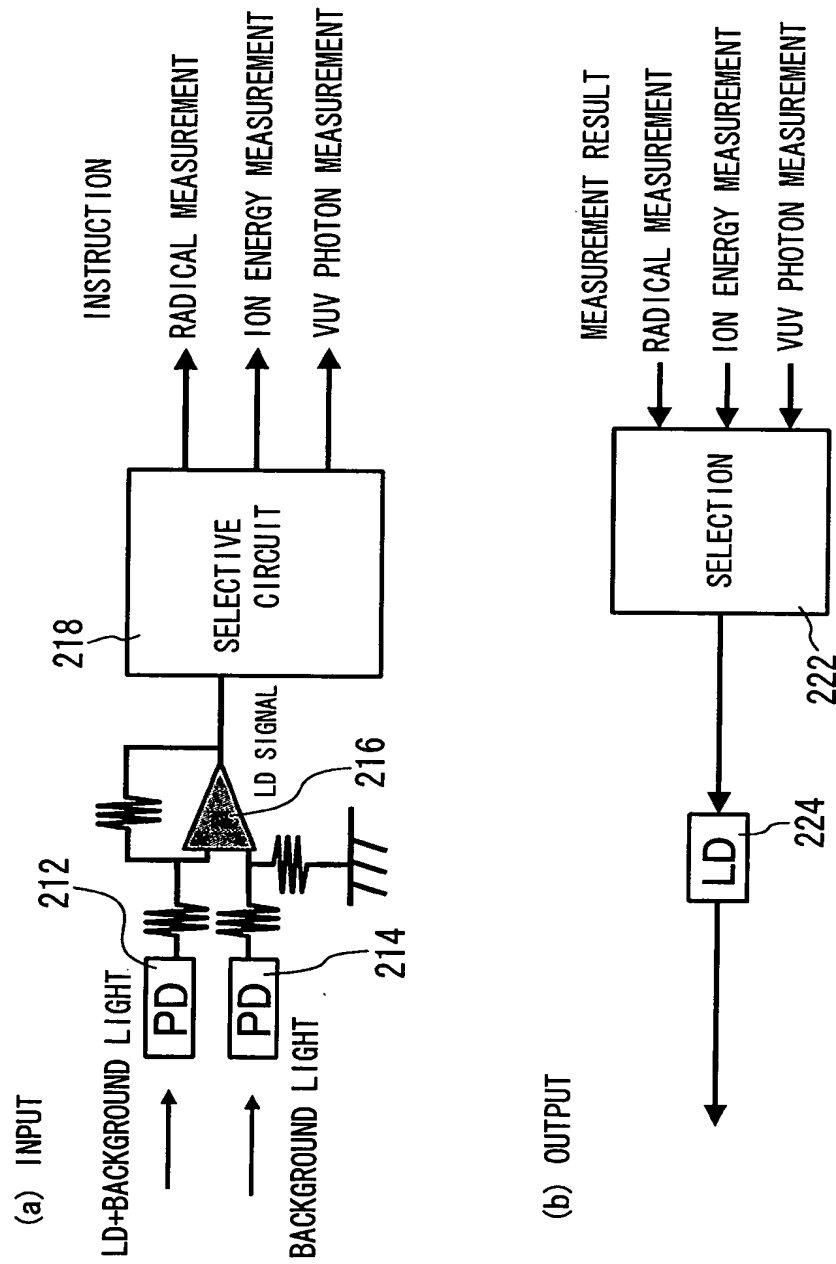 (a) INPUT
LD+BACKGROUND LIGHT
BACKGROUND LIGHT
PD
PD
212
214
216
LD SIGNAL
218
SELECTIVE
CIRCUIT
INSTRUCTION
RADICAL MEASUREMENT
ION ENERGY MEASUREMENT
VUV PHOTON MEASUREMENT
(b) OUTPUT
LD
224
SELECTION
222
MEASUREMENT RESULT
RADICAL MEASUREMENT
ION ENERGY MEASUREMENT
VUV PHOTON MEASUREMENT